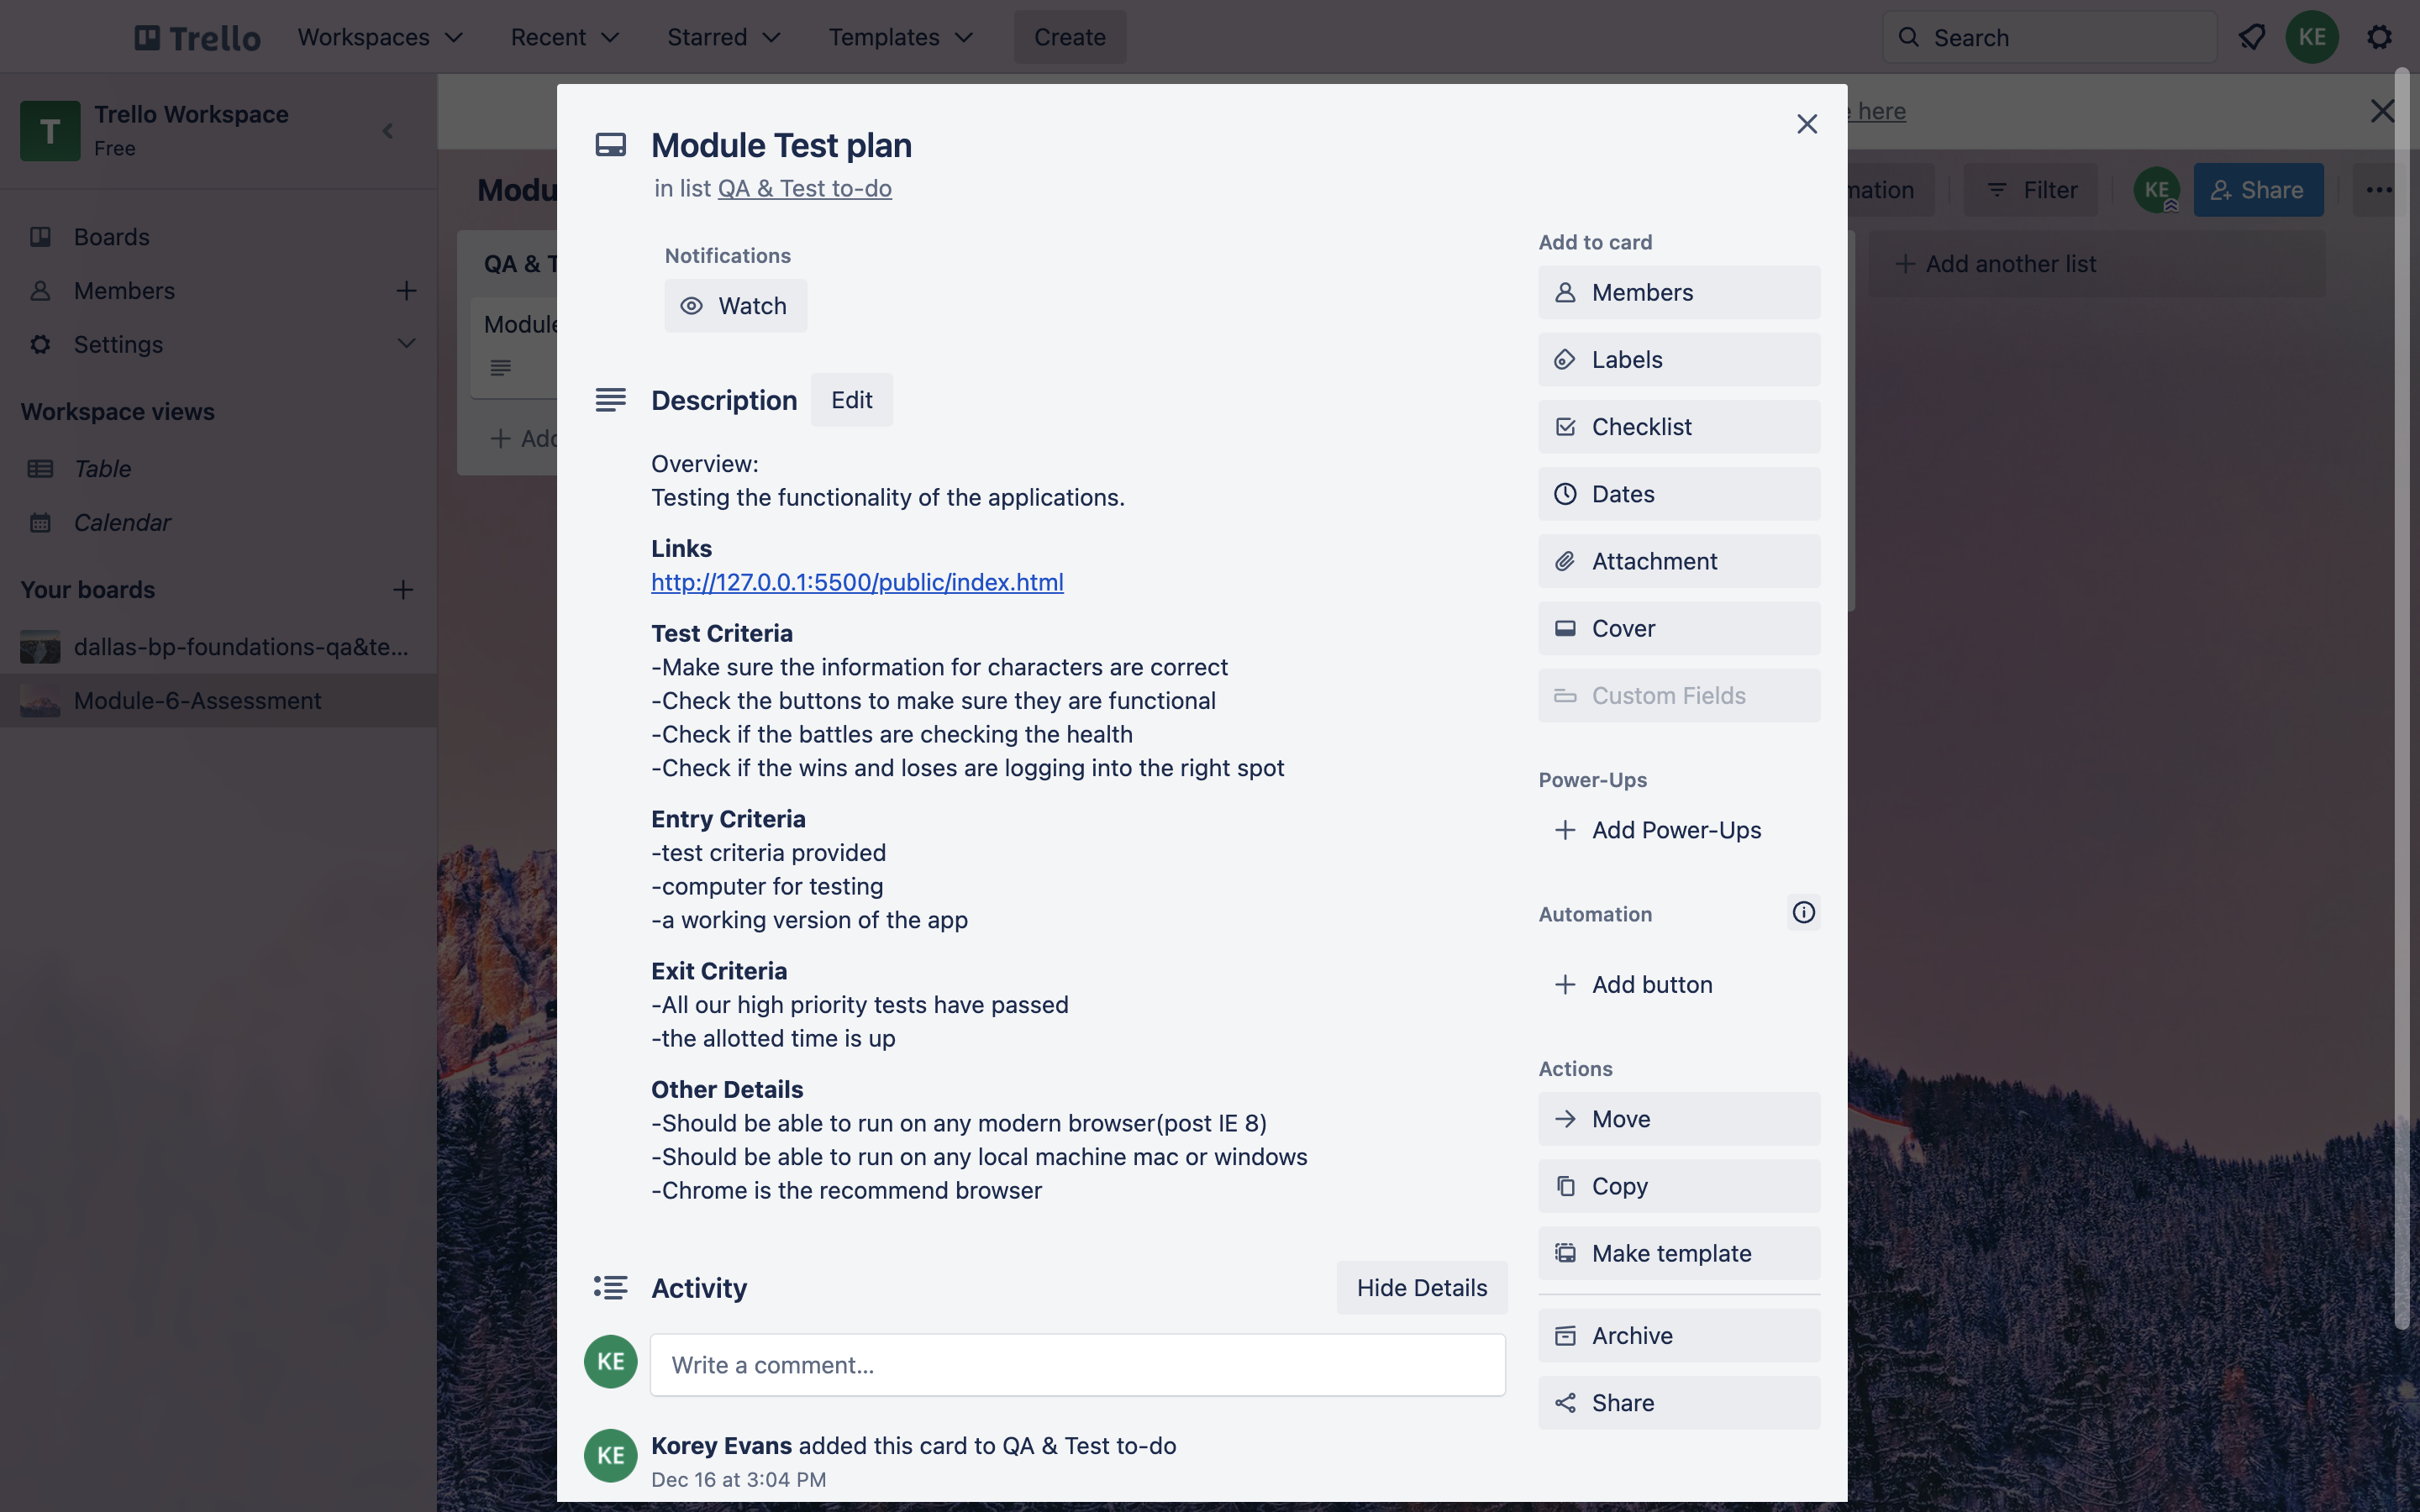 Trello
Workspaces
Recent
Starred
Templates
Create
Search
KE
T
Trello Workspace
Free
Boards
Members
Settings
Workspace views
Table
Calendar
Your boards
dallas-bp-foundations-qa&te...
Module-6-Assessment
here
Modu
mation
Filter
KE
Share
QA & T
Module
Add
Add another list
Module Test plan
in list QA & Test to-do
Notifications
Watch
Description
Edit
Overview:
Testing the functionality of the applications.
Links
http://127.0.0.1:5500/public/index.html
Test Criteria
-Make sure the information for characters are correct
-Check the buttons to make sure they are functional
-Check if the battles are checking the health
-Check if the wins and loses are logging into the right spot
Entry Criteria
-test criteria provided
-computer for testing
-a working version of the app
Exit Criteria
-All our high priority tests have passed
-the allotted time is up
Other Details
-Should be able to run on any modern browser(post IE 8)
-Should be able to run on any local machine mac or windows
-Chrome is the recommend browser
Activity
Hide Details
KE
Write a comment...
KE
Korey Evans added this card to QA & Test to-do
Dec 16 at 3:04 PM
Add to card
Members
Labels
Checklist
Dates
Attachment
Cover
Custom Fields
Power-Ups
Add Power-Ups
Automation
Add button
Actions
Move
Copy
Make template
Archive
Share